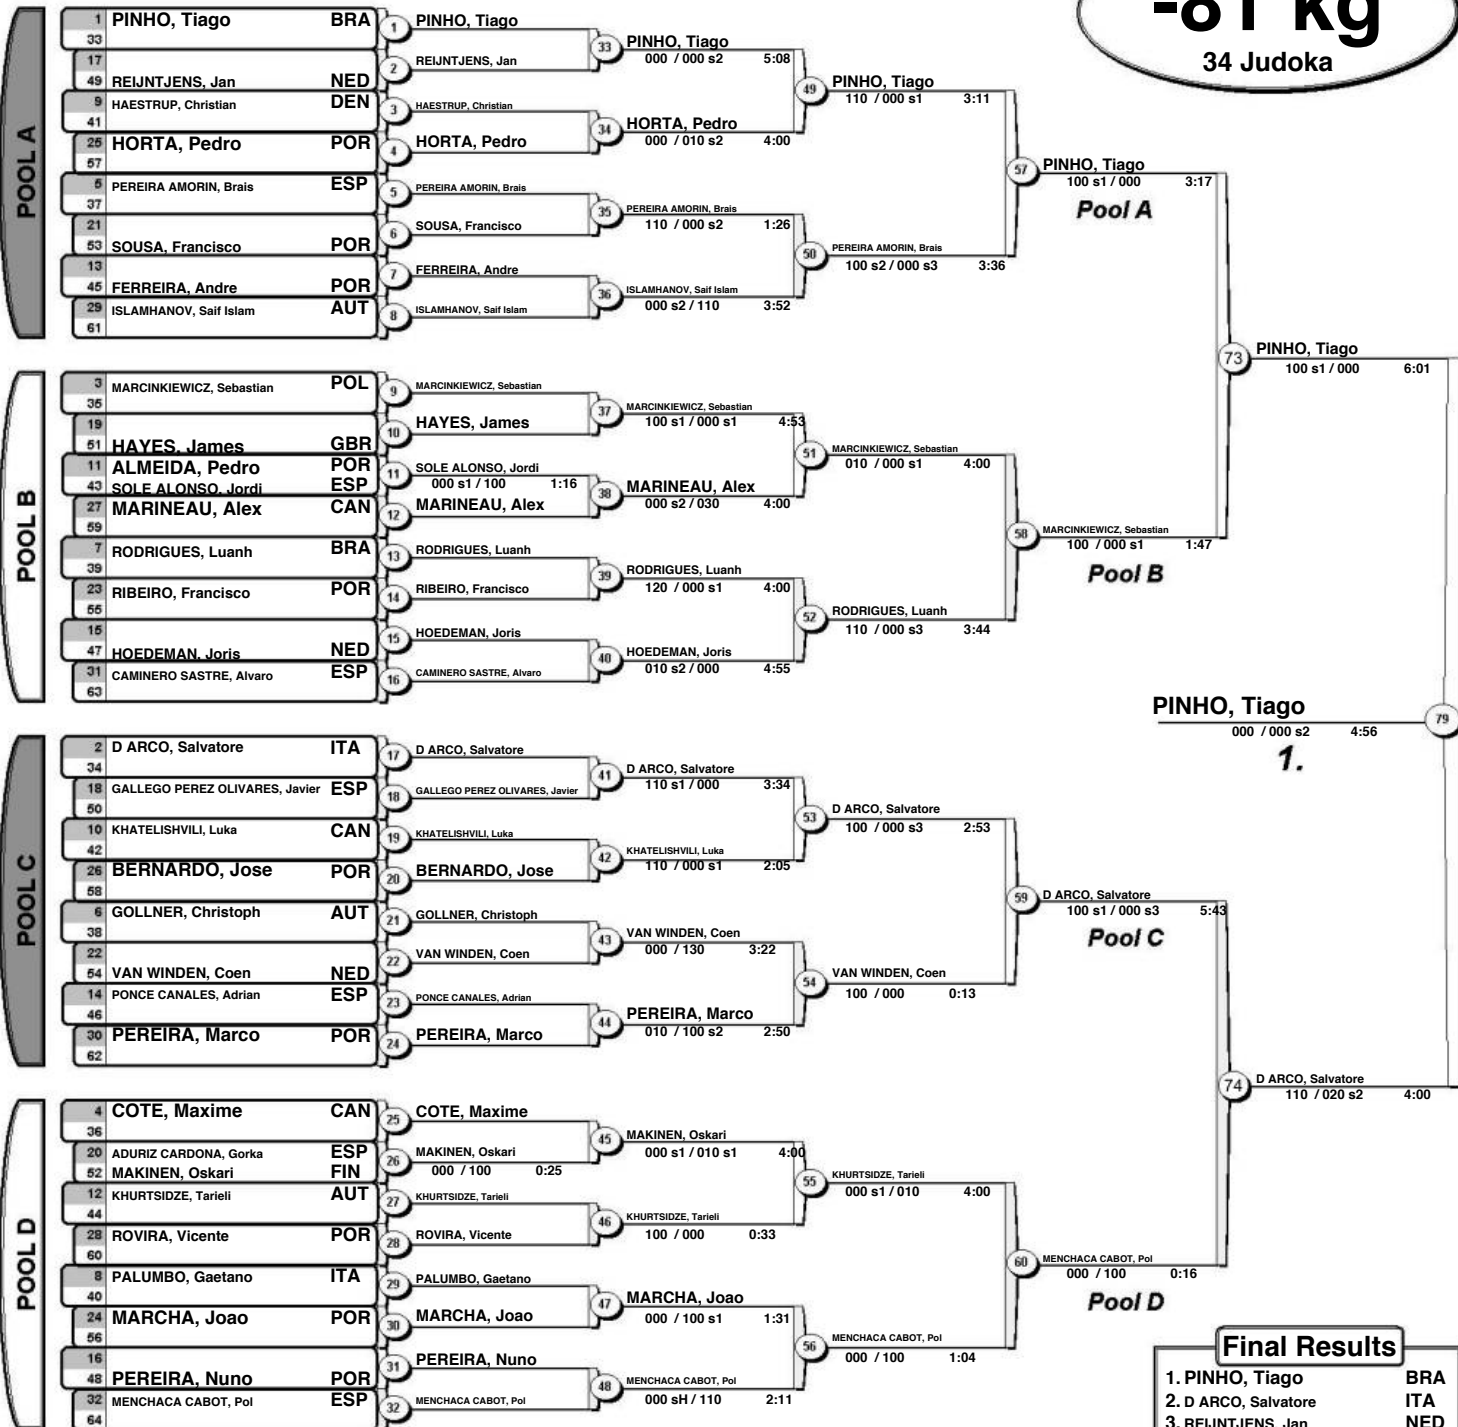 -81 kg
34 Judoka
POOL A
1 PINHO, Tiago BRA
33
17
49 REIJNTJENS, Jan NED
9 HAESTRUP, Christian DEN
41
25 HORTA, Pedro POR
57
5 PEREIRA AMORIN, Brais ESP
37
21
53 SOUSA, Francisco POR
13
45 FERREIRA, Andre POR
29 ISLAMHANOV, Saif Islam AUT
61
1 PINHO, Tiago
2 REIJNTJENS, Jan
3 HAESTRUP, Christian
4 HORTA, Pedro
5 PEREIRA AMORIN, Brais
6 SOUSA, Francisco
7 FERREIRA, Andre
8 ISLAMHANOV, Saif Islam
33 PINHO, Tiago
000 / 000 s2 5:08
34 HORTA, Pedro
000 / 010 s2 4:00
35 PEREIRA AMORIN, Brais
110 / 000 s2 1:26
36 ISLAMHANOV, Saif Islam
000 s2 / 110 3:52
49 PINHO, Tiago
110 / 000 s1 3:11
50 PEREIRA AMORIN, Brais
100 s2 / 000 s3 3:36
57 PINHO, Tiago
100 s1 / 000 3:17
Pool A
POOL B
3 MARCINKIEWICZ, Sebastian POL
35
19
51 HAYES, James GBR
11 ALMEIDA, Pedro POR
43 SOLE ALONSO, Jordi ESP
27 MARINEAU, Alex CAN
59
7 RODRIGUES, Luanh BRA
39
23 RIBEIRO, Francisco POR
55
15
47 HOEDEMAN, Joris NED
31 CAMINERO SASTRE, Alvaro ESP
63
9 MARCINKIEWICZ, Sebastian
10 HAYES, James
11 SOLE ALONSO, Jordi
000 s1 / 100 1:16
12 MARINEAU, Alex
13 RODRIGUES, Luanh
14 RIBEIRO, Francisco
15 HOEDEMAN, Joris
16 CAMINERO SASTRE, Alvaro
37 MARCINKIEWICZ, Sebastian
100 s1 / 000 s1 4:53
38 MARINEAU, Alex
000 s2 / 030 4:00
39 RODRIGUES, Luanh
120 / 000 s1 4:00
40 HOEDEMAN, Joris
010 s2 / 000 4:55
51 MARCINKIEWICZ, Sebastian
010 / 000 s1 4:00
52 RODRIGUES, Luanh
110 / 000 s3 3:44
58 MARCINKIEWICZ, Sebastian
100 / 000 s1 1:47
Pool B
73 PINHO, Tiago
100 s1 / 000 6:01
PINHO, Tiago 79
000 / 000 s2 4:56
1.
POOL C
2 D ARCO, Salvatore ITA
34
18 GALLEGO PEREZ OLIVARES, Javier ESP
50
10 KHATELISHVILI, Luka CAN
42
26 BERNARDO, Jose POR
58
6 GOLLNER, Christoph AUT
38
22
54 VAN WINDEN, Coen NED
14 PONCE CANALES, Adrian ESP
46
30 PEREIRA, Marco POR
62
17 D ARCO, Salvatore
18 GALLEGO PEREZ OLIVARES, Javier
19 KHATELISHVILI, Luka
20 BERNARDO, Jose
21 GOLLNER, Christoph
22 VAN WINDEN, Coen
23 PONCE CANALES, Adrian
24 PEREIRA, Marco
41 D ARCO, Salvatore
110 s1 / 000 3:34
42 KHATELISHVILI, Luka
110 / 000 s1 2:05
43 VAN WINDEN, Coen
000 / 130 3:22
44 PEREIRA, Marco
010 / 100 s2 2:50
53 D ARCO, Salvatore
100 / 000 s3 2:53
54 VAN WINDEN, Coen
100 / 000 0:13
59 D ARCO, Salvatore
100 s1 / 000 s3 5:43
Pool C
POOL D
4 COTE, Maxime CAN
36
20 ADURIZ CARDONA, Gorka ESP
52 MAKINEN, Oskari FIN
12 KHURTSIDZE, Tarieli AUT
44
28 ROVIRA, Vicente POR
60
8 PALUMBO, Gaetano ITA
40
24 MARCHA, Joao POR
56
16
48 PEREIRA, Nuno POR
32 MENCHACA CABOT, Pol ESP
64
25 COTE, Maxime
26 MAKINEN, Oskari
000 / 100 0:25
27 KHURTSIDZE, Tarieli
28 ROVIRA, Vicente
29 PALUMBO, Gaetano
30 MARCHA, Joao
31 PEREIRA, Nuno
32 MENCHACA CABOT, Pol
45 MAKINEN, Oskari
000 s1 / 010 s1 4:00
46 KHURTSIDZE, Tarieli
100 / 000 0:33
47 MARCHA, Joao
000 / 100 s1 1:31
48 MENCHACA CABOT, Pol
000 sH / 110 2:11
55 KHURTSIDZE, Tarieli
000 s1 / 010 4:00
56 MENCHACA CABOT, Pol
000 / 100 1:04
60 MENCHACA CABOT, Pol
000 / 100 0:16
Pool D
74 D ARCO, Salvatore
110 / 020 s2 4:00
Final Results
1. PINHO, Tiago BRA
2. D ARCO, Salvatore ITA
3. REIJNTJENS, Jan NED